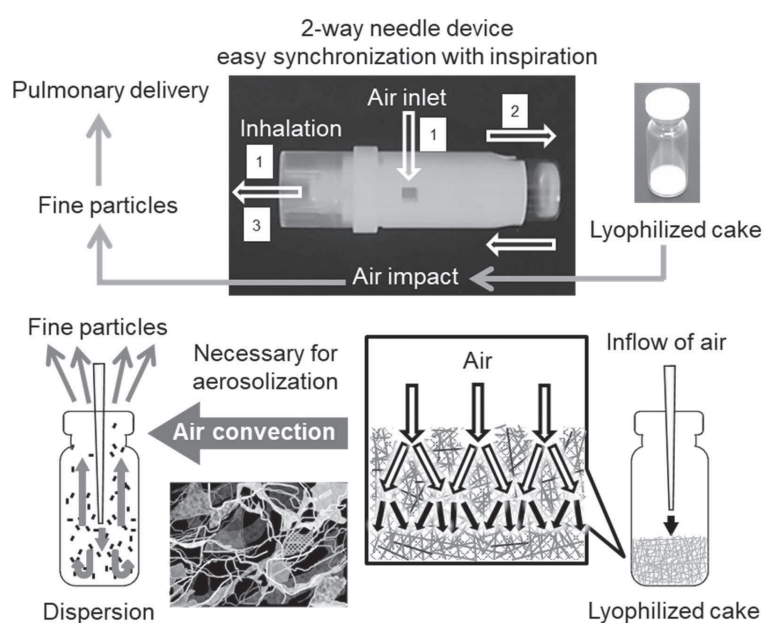 2-way needle device
easy synchronization with inspiration
Pulmonary delivery
Air inlet
Inhalation
1
2
1
3
Fine particles
Lyophilized cake
Air impact
Fine particles
Necessary for
aerosolization
Air
Inflow of air
Air convection
Dispersion
Lyophilized cake